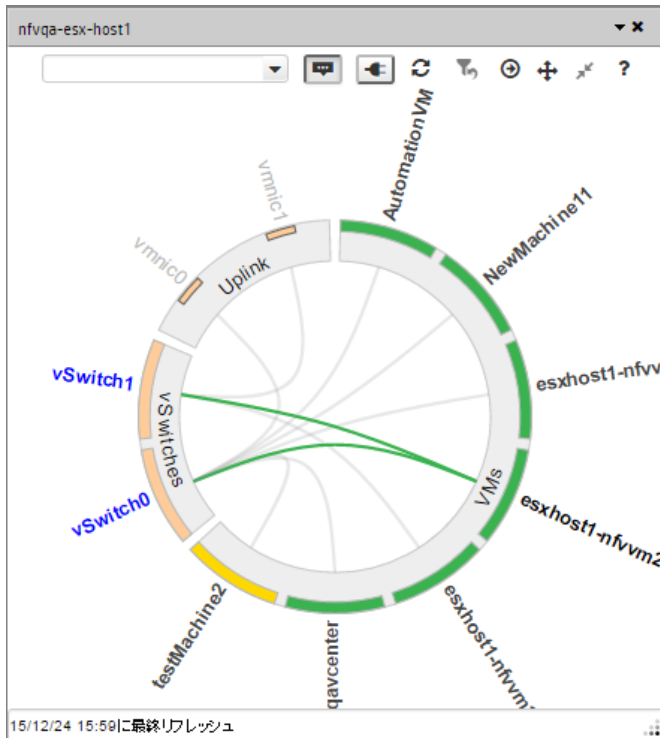 nfvqa-esx-host1
?
AutomationVM
vmnic1
NewMachine11
vmnic0
Uplink
vSwitch1
esxhost1-nfvv
vSwitches
VMs
vSwitch0
esxhost1-nfvvm2
testMachine2
qavcenter
esxhost1-nfvvm
15/12/24 15:59に最終リフレッシュ